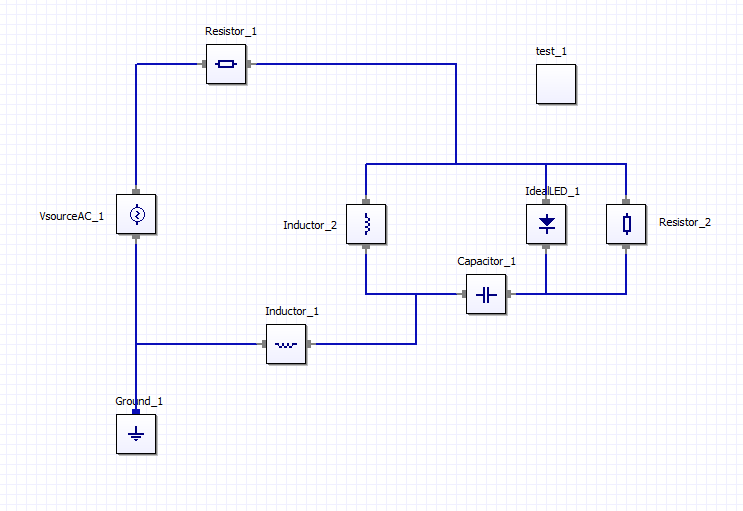 Resistor_1
test_1
IdealLED_1
VsourceAC_1
Inductor_2
Resistor_2
Capacitor_1
Inductor_1
Ground_1